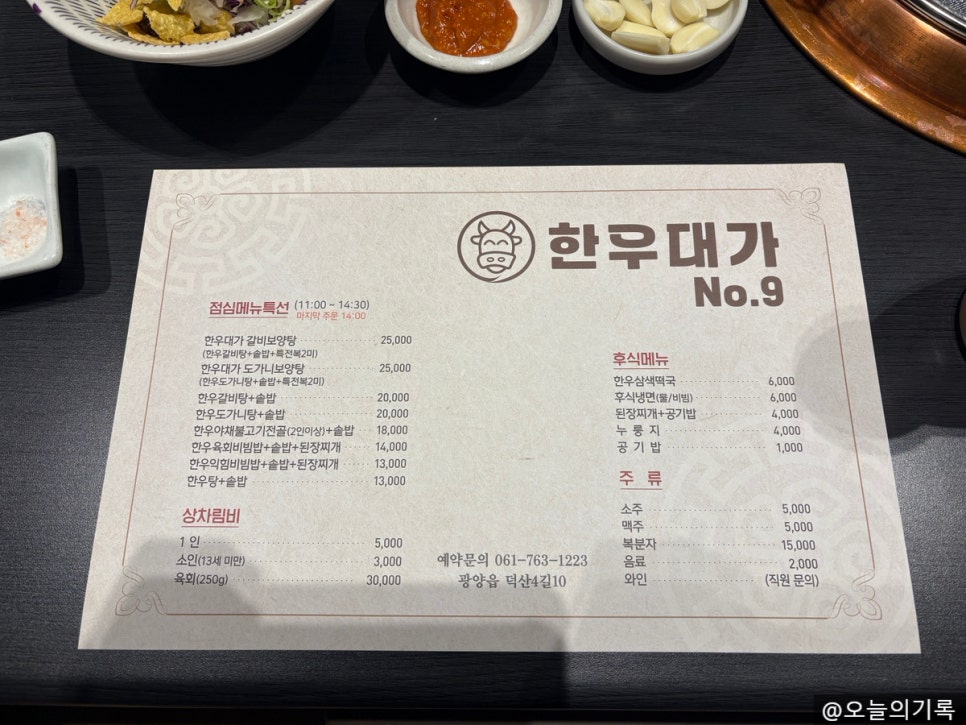 한우대가
No.9
점심메뉴특선 (11:00 ~ 14:30)
마지막 주문 14:00
한우대가 갈비보양탕 25,000
(한우갈비탕+솥밥+특전복2미)
한우대가 도가니보양탕 25,000
(한우도가니탕+솥밥+특전복2미)
한우갈비탕+솥밥 20,000
한우도가니탕+솥밥 20,000
한우야채불고기전골(2인이상)+솥밥 18,000
한우육회비빔밥+솥밥+된장찌개 14,000
한우익힘비빔밥+솥밥+된장찌개 13,000
한우탕+솥밥 13,000
상차림비
1 인 5,000
소인(13세 미만) 3,000
육회(250g) 30,000
예약문의 061-763-1223
광양읍 덕산4길10
후식메뉴
한우삼색떡국 6,000
후식냉면(물/비빔) 6,000
된장찌개+공기밥 4,000
누 룽 지 4,000
공 기 밥 1,000
주 류
소주 5,000
맥주 5,000
복분자 15,000
음료 2,000
와인 (직원 문의)
@오늘의기록